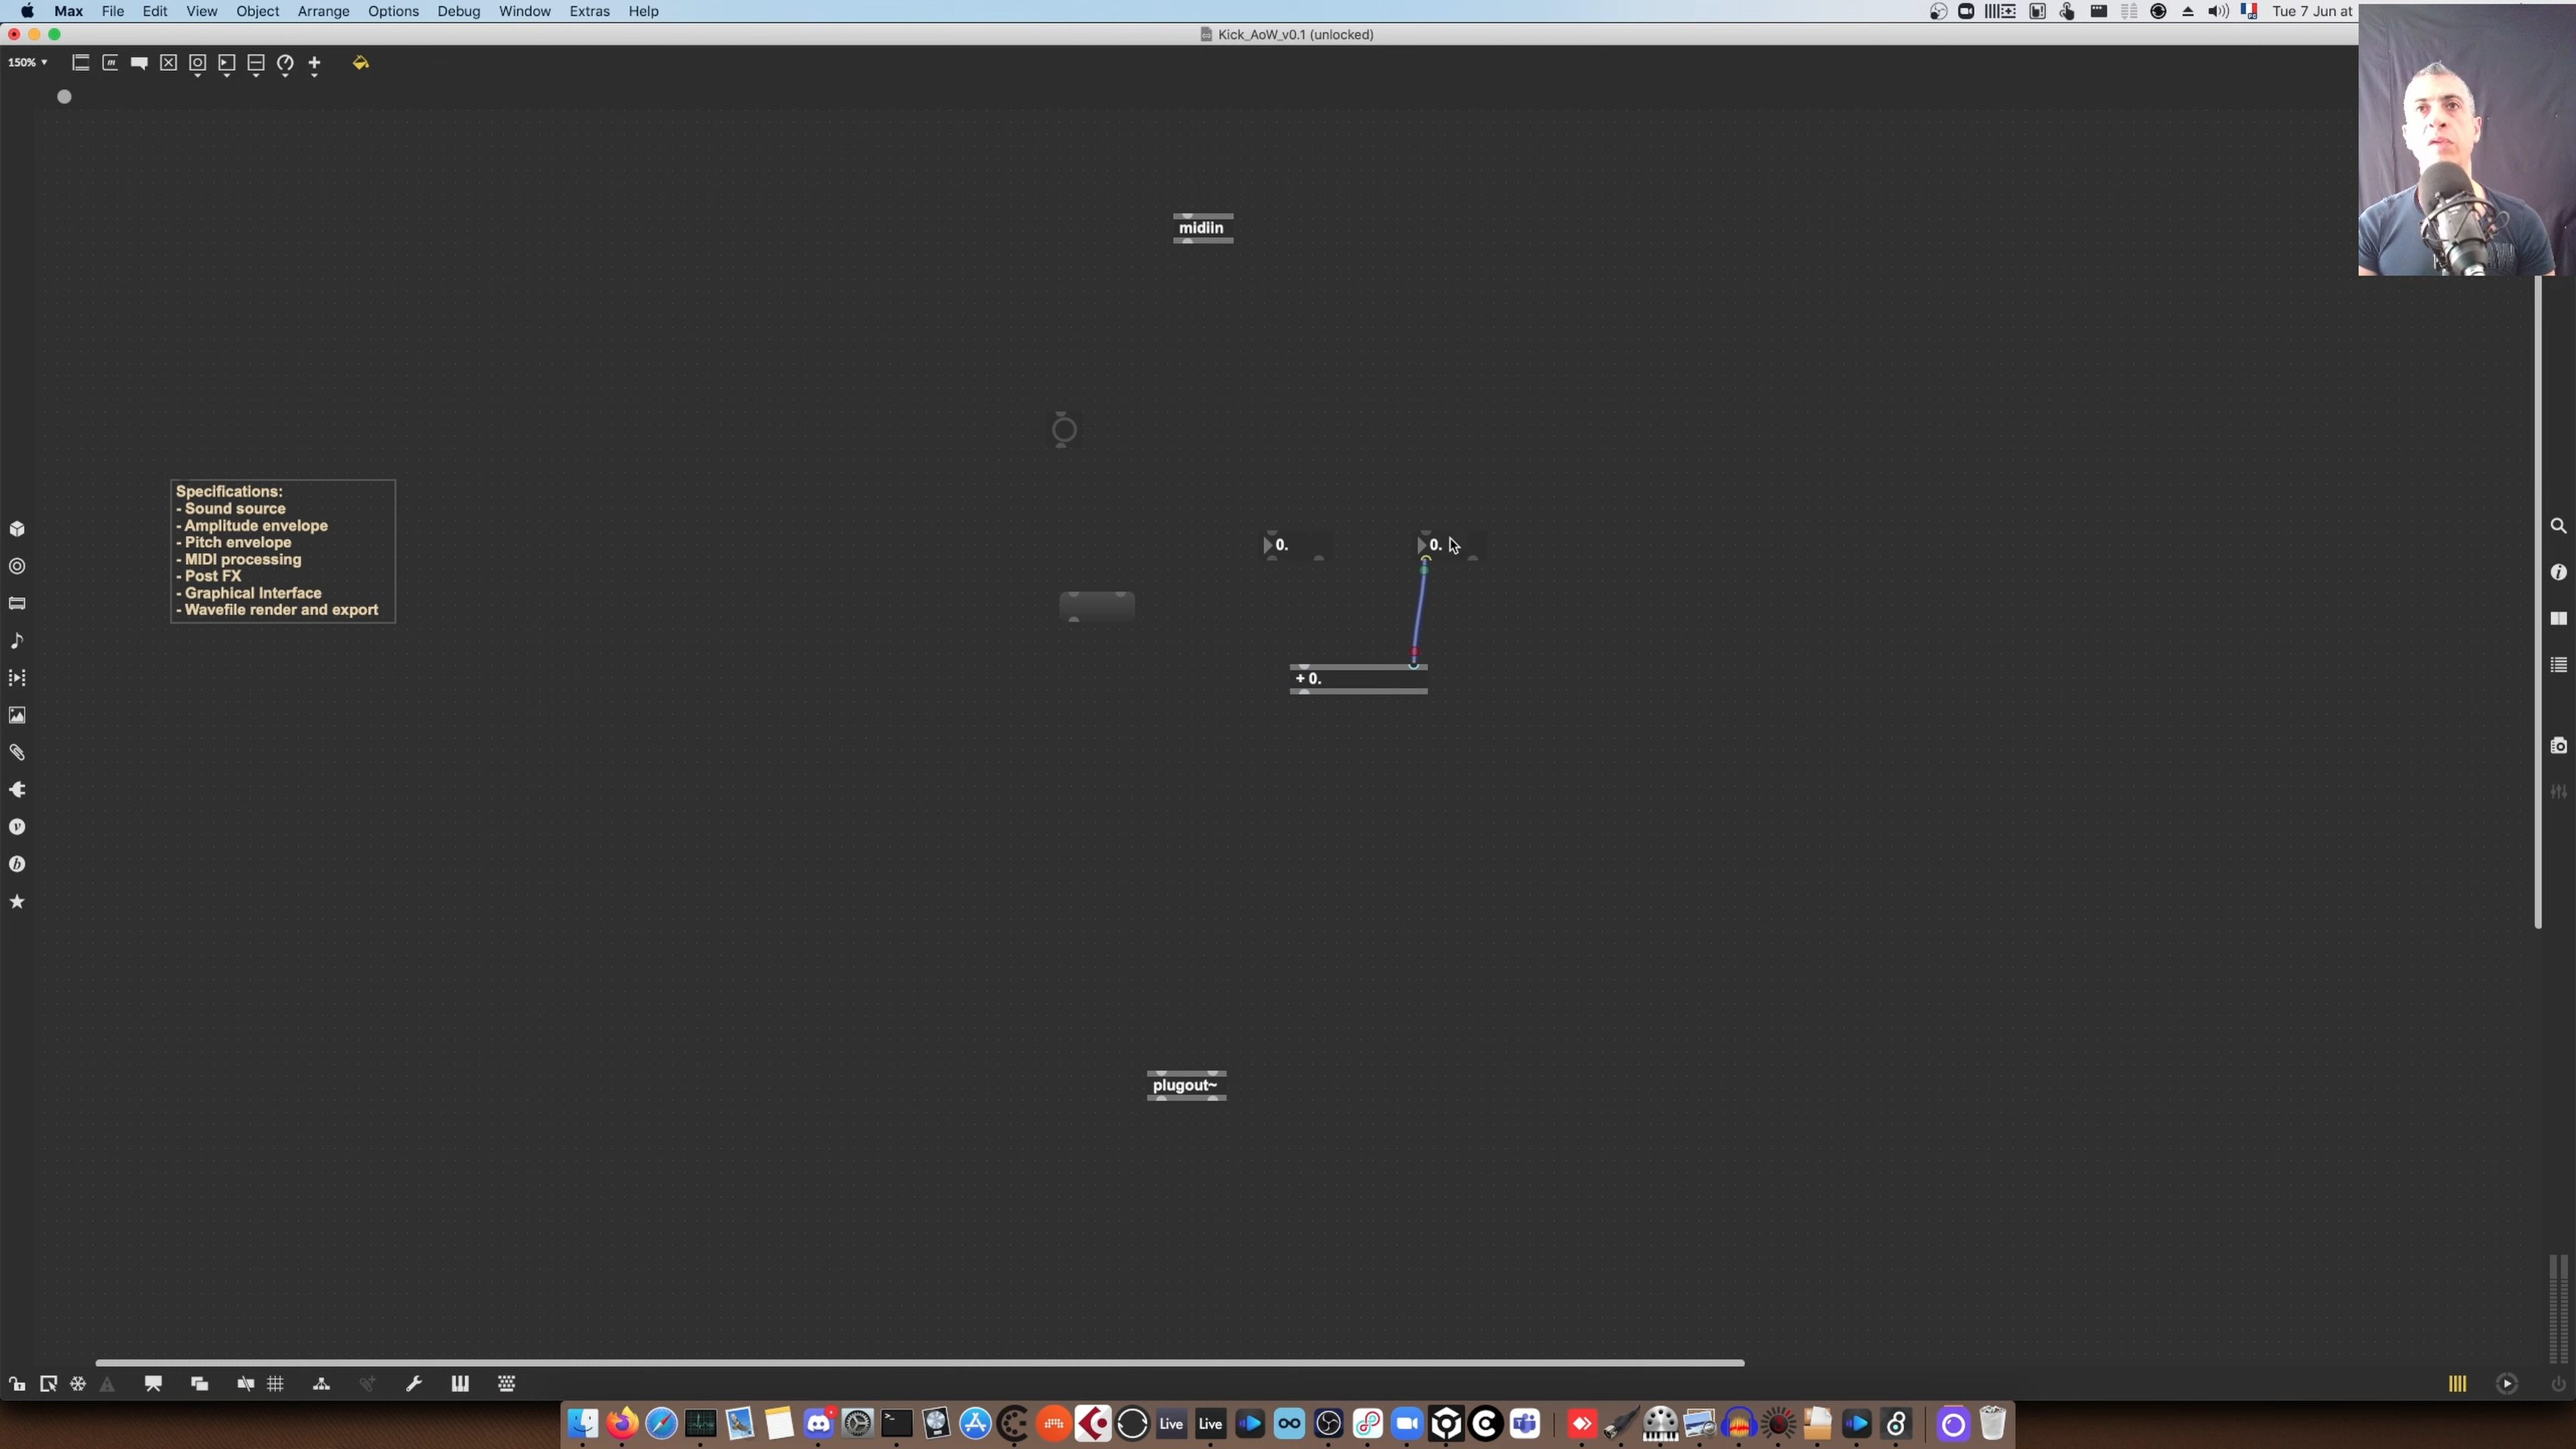 Max File Edit View Object Arrange Options Debug Window Extras Help
Tue 7 Jun at
Kick_AoW_v0.1 (unlocked)
150%
midiin
Specifications:
- Sound source
- Amplitude envelope
- Pitch envelope
- MIDI processing
- Post FX
- Graphical Interface
- Wavefile render and export
0. 0.
+ 0.
plugout~
Live Live